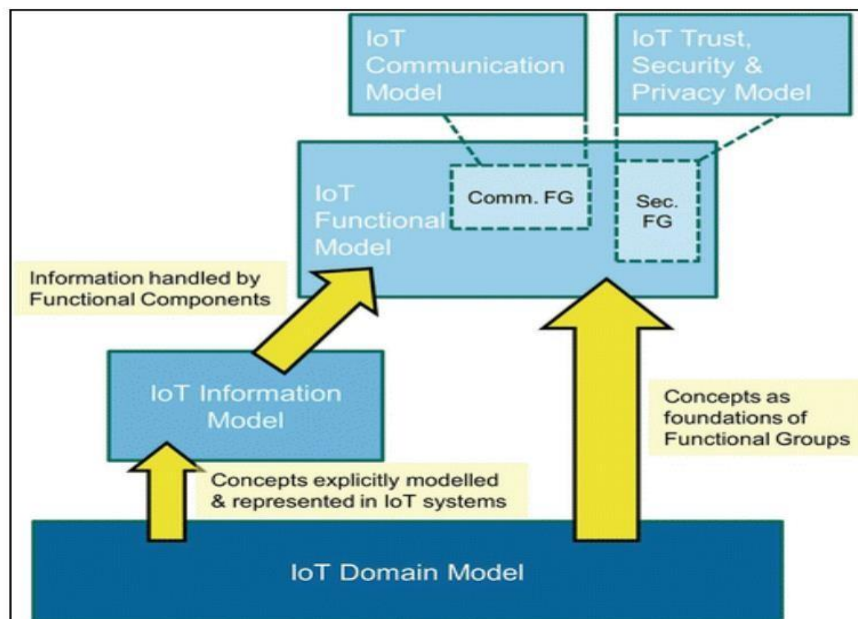 IoT
Communication
Model
IoT Trust,
Security &
Privacy Model
IoT
Functional
Model
Comm. FG
Sec.
FG
Information handled by
Functional Components
IoT Information
Model
Concepts as
foundations of
Functional Groups
Concepts explicitly modelled
& represented in IoT systems
IoT Domain Model